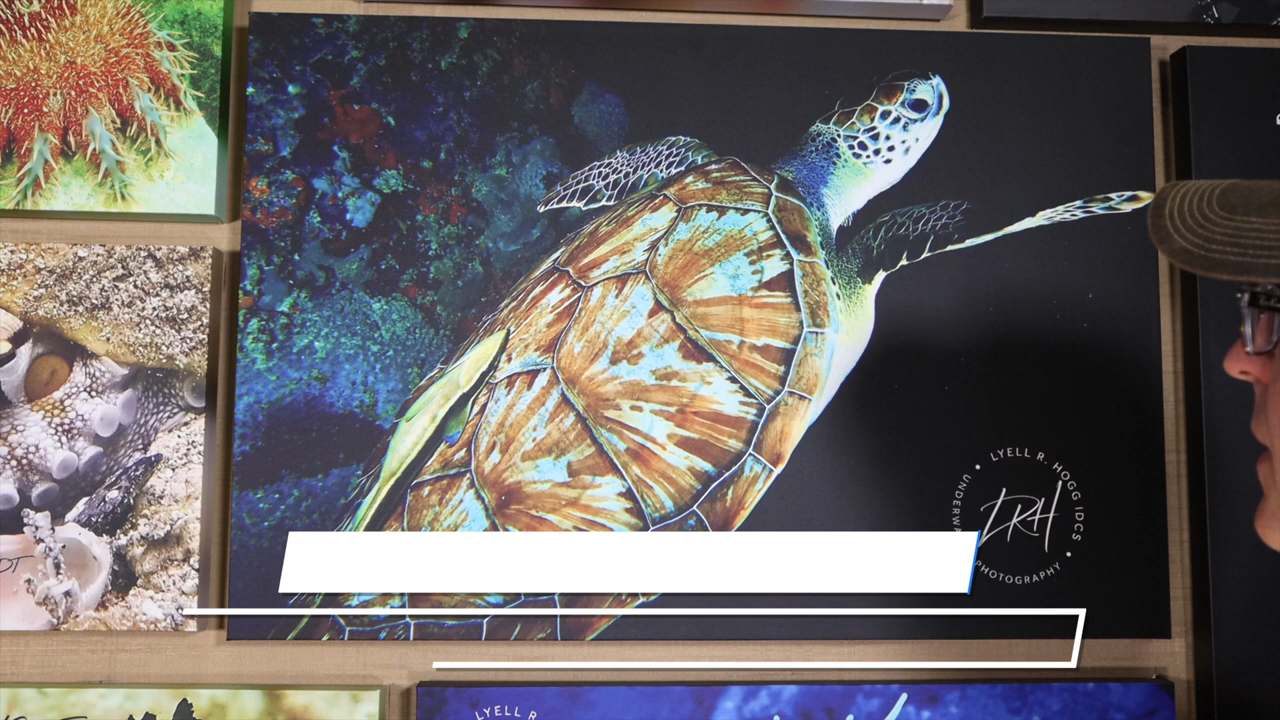 LYELL R. HOGG IDCS
UNDERWA
PHOTOGRAPHY
LRH
LYELL R